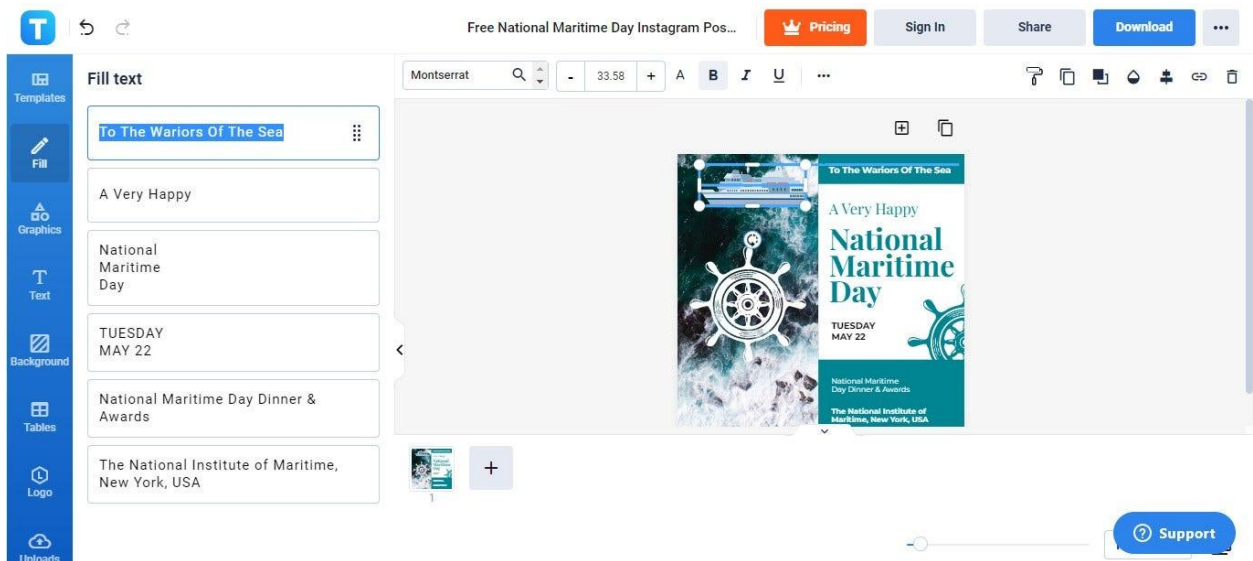 T
Free National Maritime Day Instagram Pos...
Pricing
Sign In
Share
Download
Templates
Fill
Graphics
Text
Background
Tables
Logo
Uploads
Fill text
To The Wariors Of The Sea
A Very Happy
National
Maritime
Day
TUESDAY
MAY 22
National Maritime Day Dinner &
Awards
The National Institute of Maritime,
New York, USA
Montserrat
- 33.58 + A B I U
To The Wariors Of The Sea
A Very Happy
National
Maritime
Day
TUESDAY
MAY 22
National Maritime
Day Dinner & Awards
The National Institute of
Maritime, New York, USA
1
Support